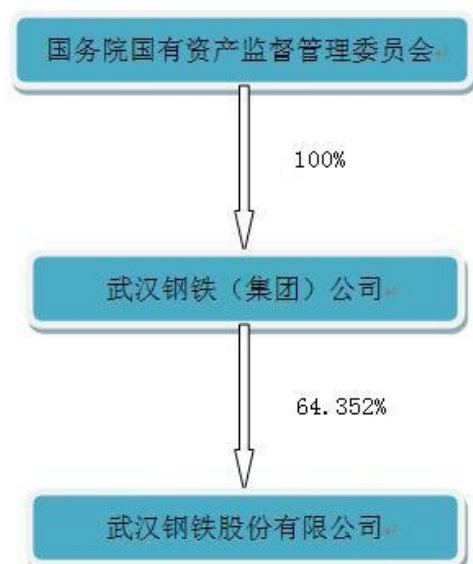 国务院国有资产监督管理委员会
100%
武汉钢铁（集团）公司
64.352%
武汉钢铁股份有限公司